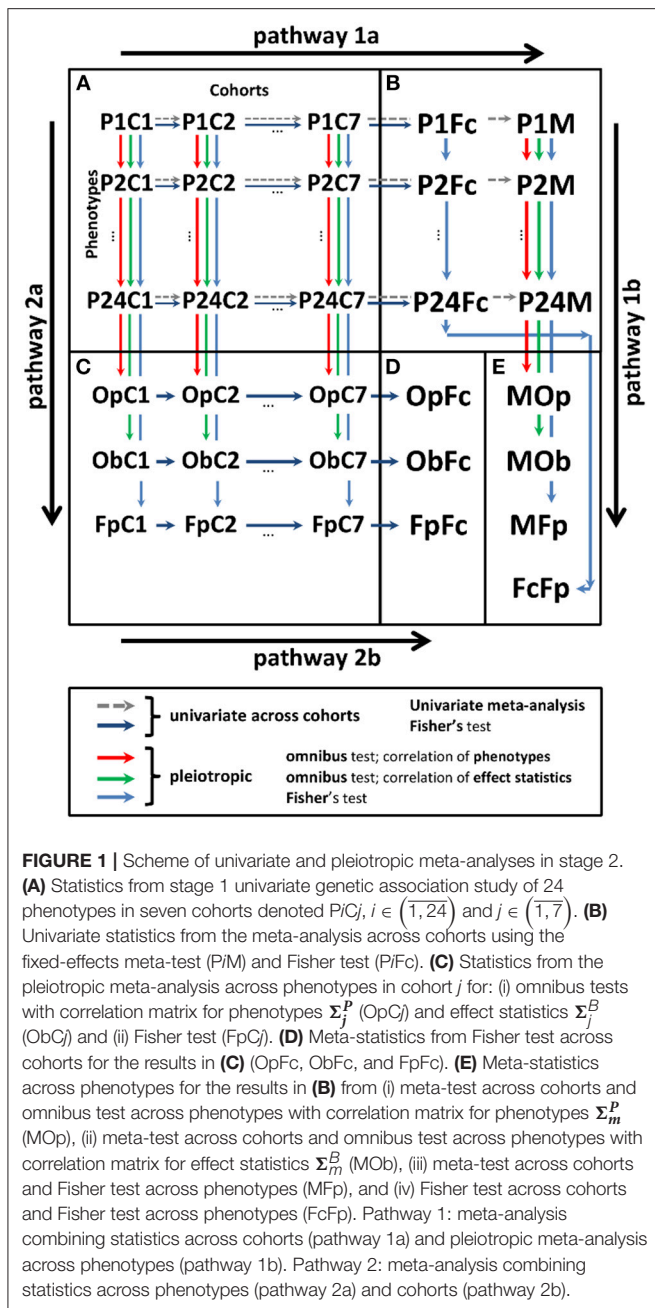 pathway 1a
A
B
Cohorts
P1C1 P1C2 ... P1C7 P1Fc P1M
Phenotypes
P2C1 P2C2 ... P2C7 P2Fc P2M
... ... ... ... ...
P24C1 P24C2 ... P24C7 P24Fc P24M
pathway 2a
pathway 1b
C
D
E
OpC1 OpC2 ... OpC7 OpFc MOp
ObC1 ObC2 ... ObC7 ObFc MOb
FpC1 FpC2 ... FpC7 FpFc MFp
FcFp
pathway 2b
univariate across cohorts
Univariate meta-analysis
Fisher's test
pleiotropic
omnibus test; correlation of phenotypes
omnibus test; correlation of effect statistics
Fisher's test
FIGURE 1 | Scheme of univariate and pleiotropic meta-analyses in stage 2.
(A) Statistics from stage 1 univariate genetic association study of 24
phenotypes in seven cohorts denoted PiCj, i ∈ (1, 24) and j ∈ (1, 7). (B)
Univariate statistics from the meta-analysis across cohorts using the
fixed-effects meta-test (PiM) and Fisher test (PiFc). (C) Statistics from the
pleiotropic meta-analysis across phenotypes in cohort j for: (i) omnibus tests
with correlation matrix for phenotypes Σ_j^P (OpCj) and effect statistics Σ_j^B
(ObCj) and (ii) Fisher test (FpCj). (D) Meta-statistics from Fisher test across
cohorts for the results in (C) (OpFc, ObFc, and FpFc). (E) Meta-statistics
across phenotypes for the results in (B) from (i) meta-test across cohorts and
omnibus test across phenotypes with correlation matrix for phenotypes Σ_m^P
(MOp), (ii) meta-test across cohorts and omnibus test across phenotypes with
correlation matrix for effect statistics Σ_m^B (MOb), (iii) meta-test across cohorts
and Fisher test across phenotypes (MFp), and (iv) Fisher test across cohorts
and Fisher test across phenotypes (FcFp). Pathway 1: meta-analysis
combining statistics across cohorts (pathway 1a) and pleiotropic meta-analysis
across phenotypes (pathway 1b). Pathway 2: meta-analysis combining
statistics across phenotypes (pathway 2a) and cohorts (pathway 2b).